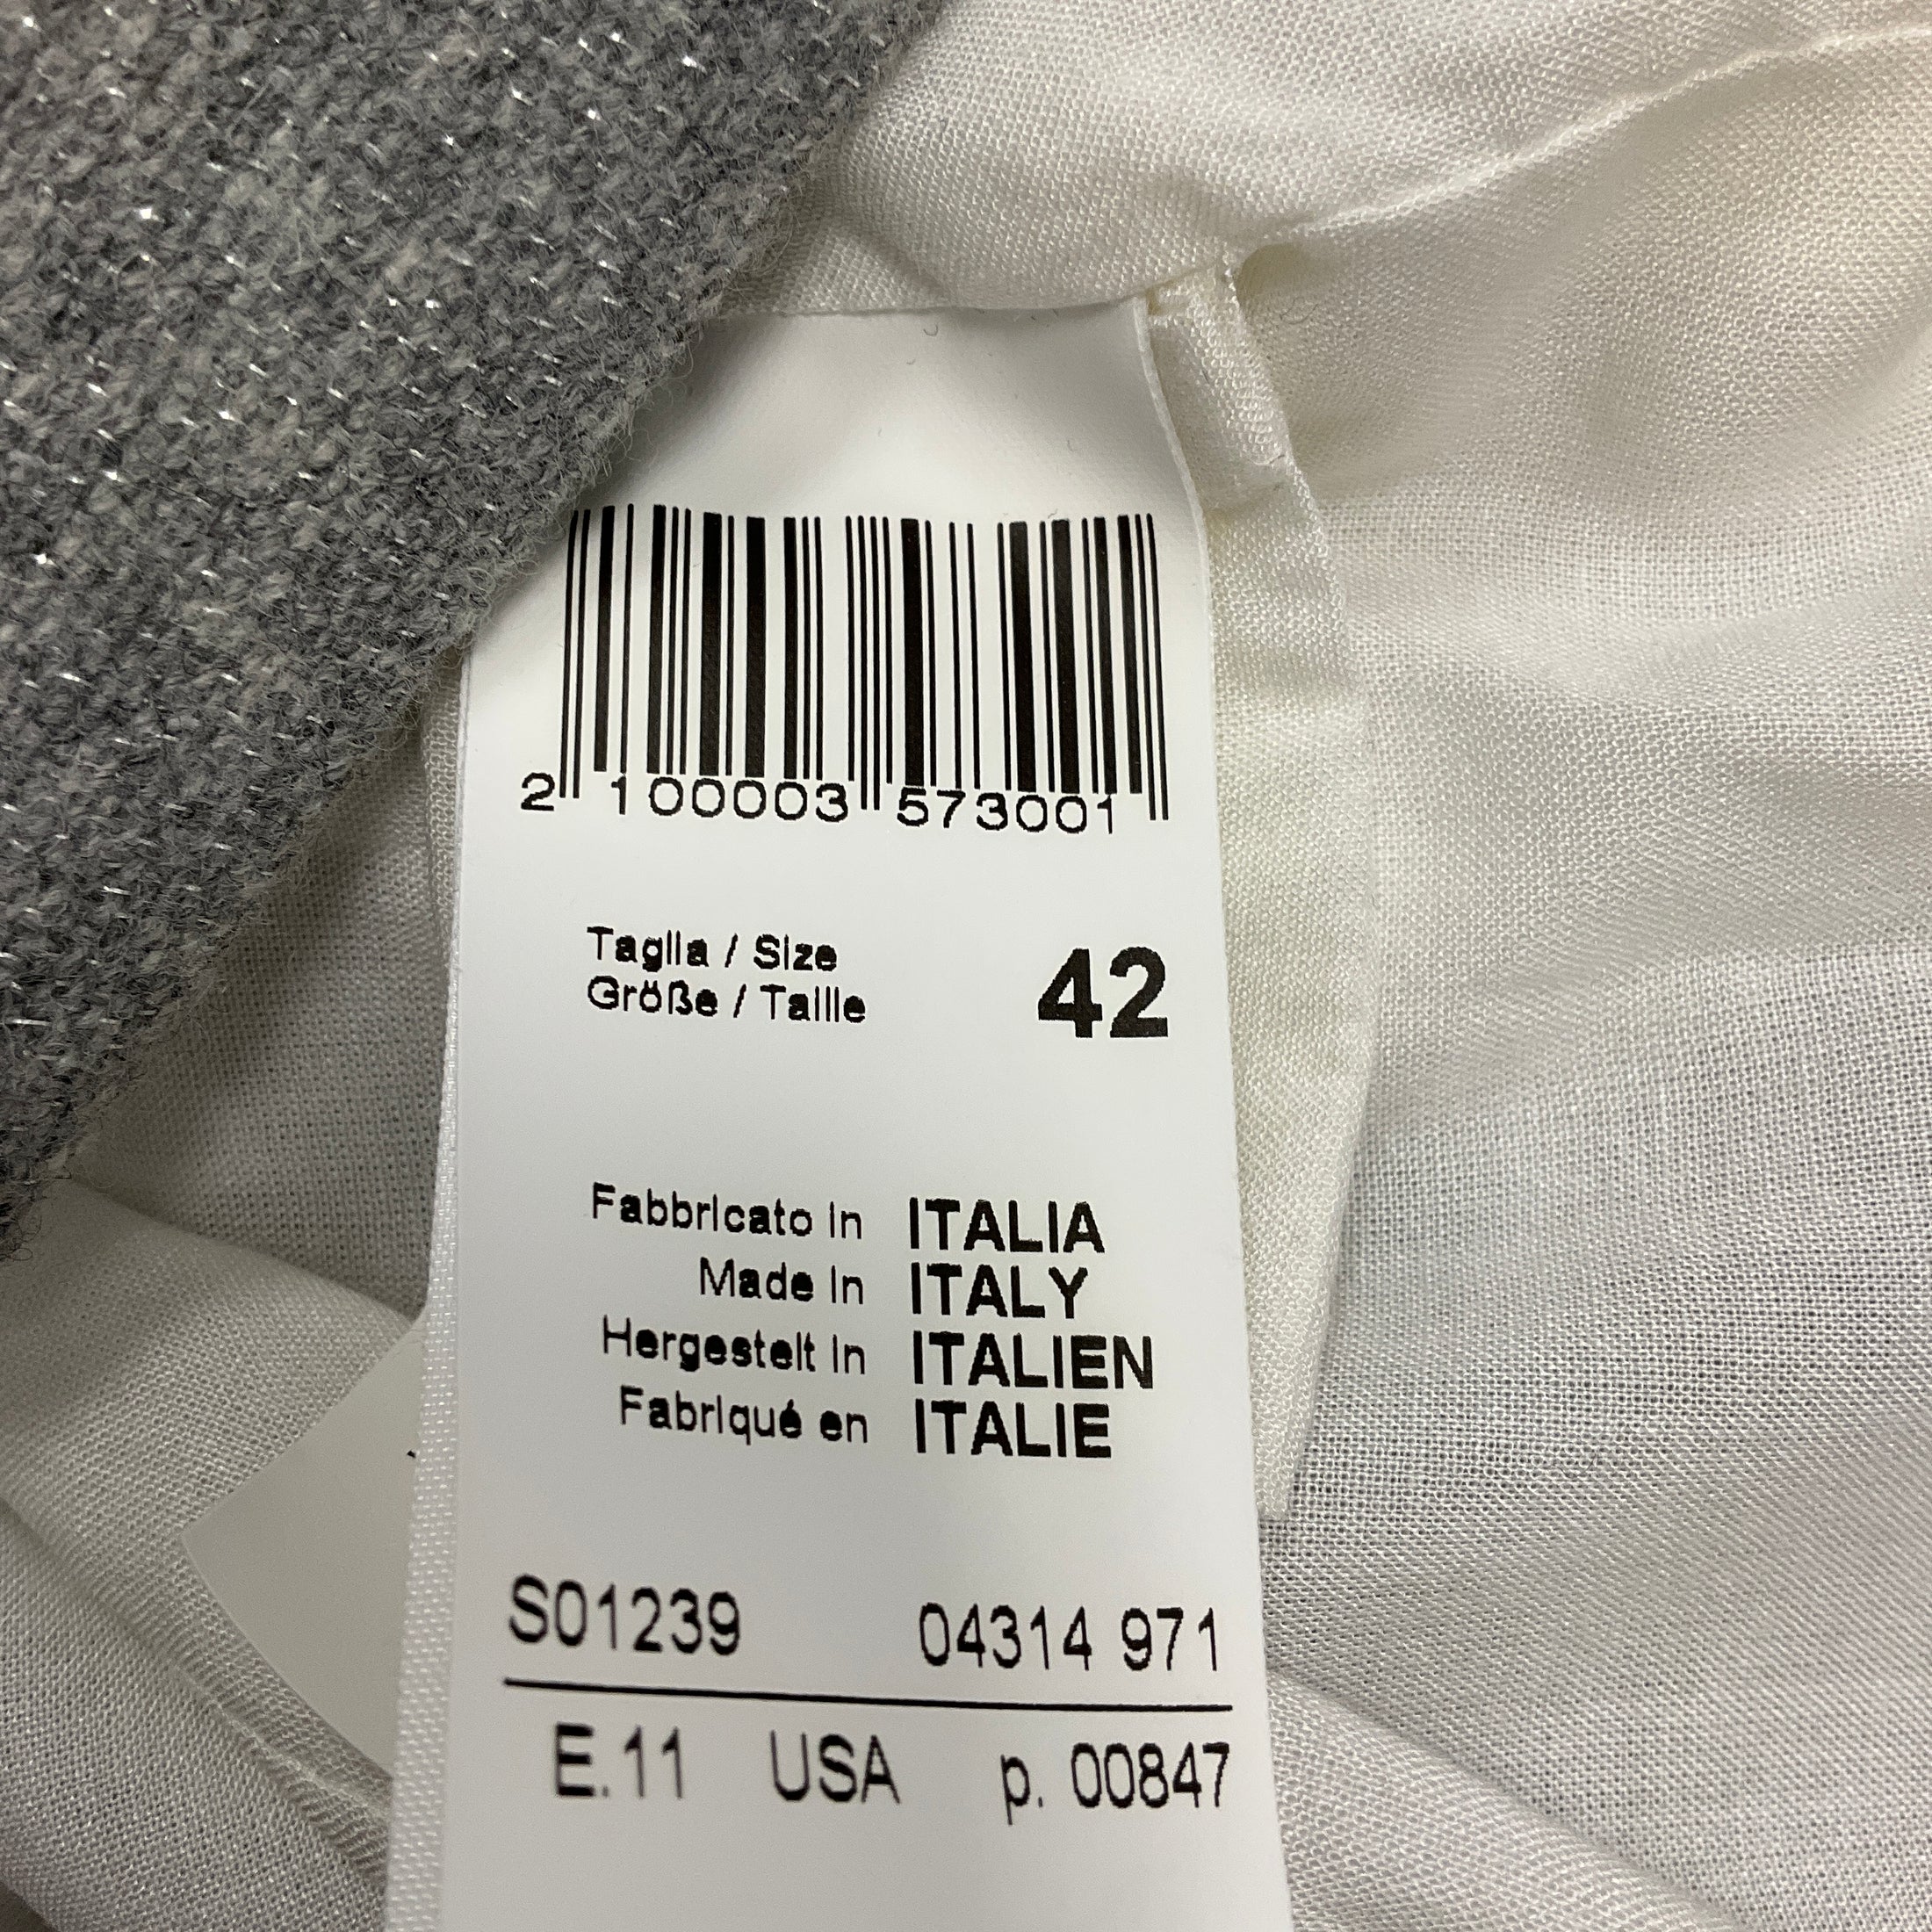 2 100003 573001
Taglia / Size 42
Größe / Taille
Fabbricato in ITALIA
Made in ITALY
Hergestelt in ITALIEN
Fabriqué en ITALIE
S01239 04314 971
E.11 USA p. 00847